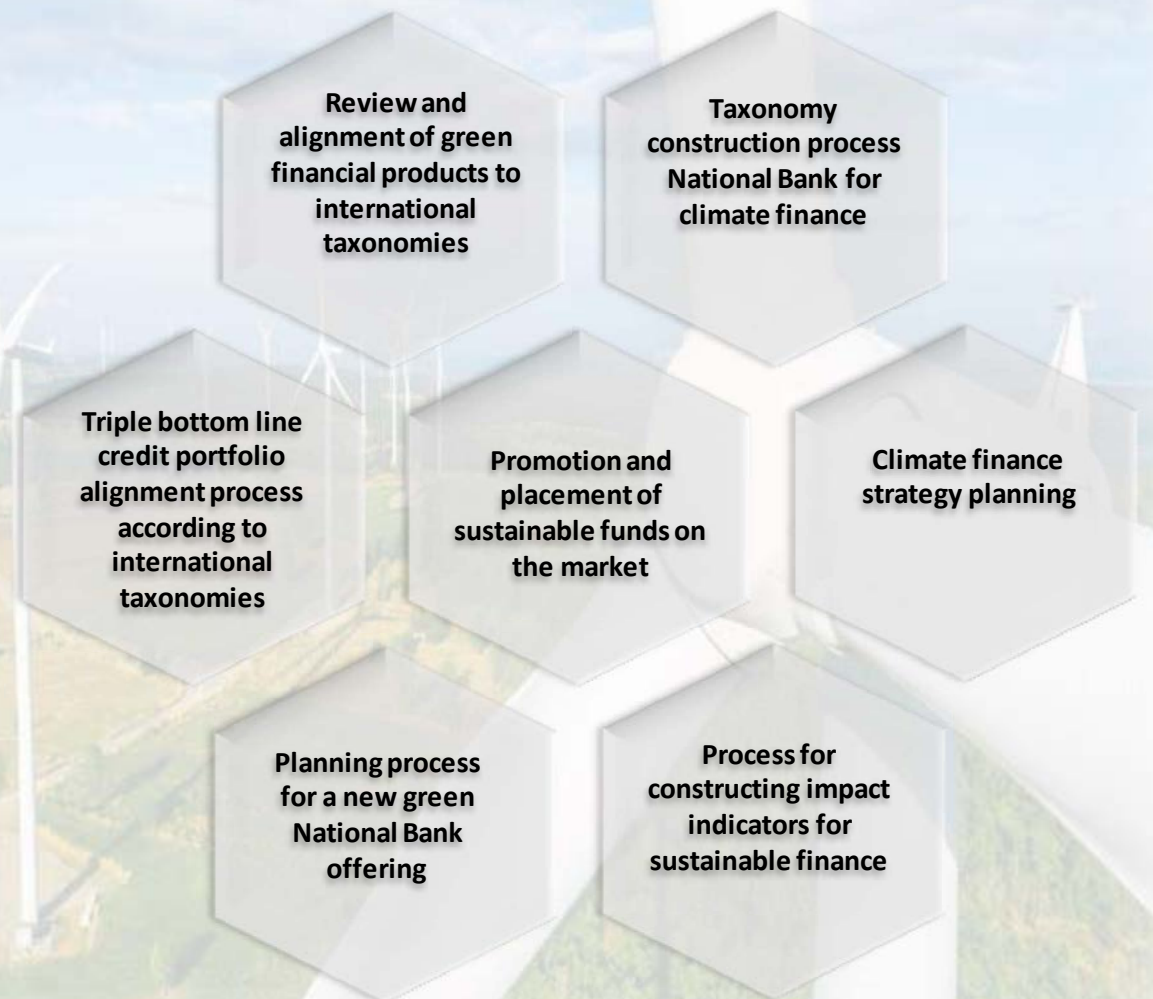 Review and
alignment of green
financial products to
international
taxonomies
Taxonomy
construction process
National Bank for
climate finance
Triple bottom line
credit portfolio
alignment process
according to
international
taxonomies
Promotion and
placement of
sustainable funds on
the market
Climate finance
strategy planning
Planning process
for a new green
National Bank
offering
Process for
constructing impact
indicators for
sustainable finance